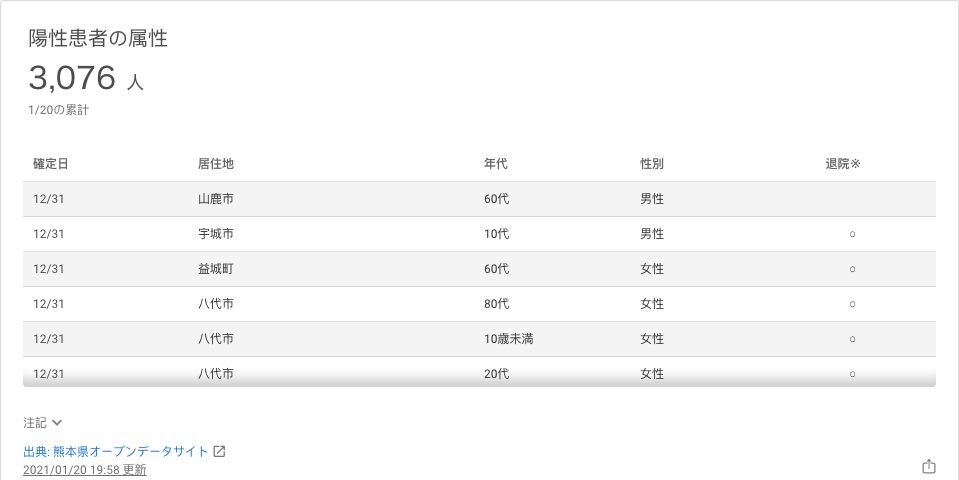 陽性患者の属性
3,076 人
1/20の累計
確定日 居住地 年代 性別 退院※
12/31 山鹿市 60代 男性
12/31 宇城市 10代 男性 ○
12/31 益城町 60代 女性 ○
12/31 八代市 80代 女性 ○
12/31 八代市 10歳未満 女性 ○
12/31 八代市 20代 女性 ○
注記
出典: 熊本県オープンデータサイト
2021/01/20 19:58 更新